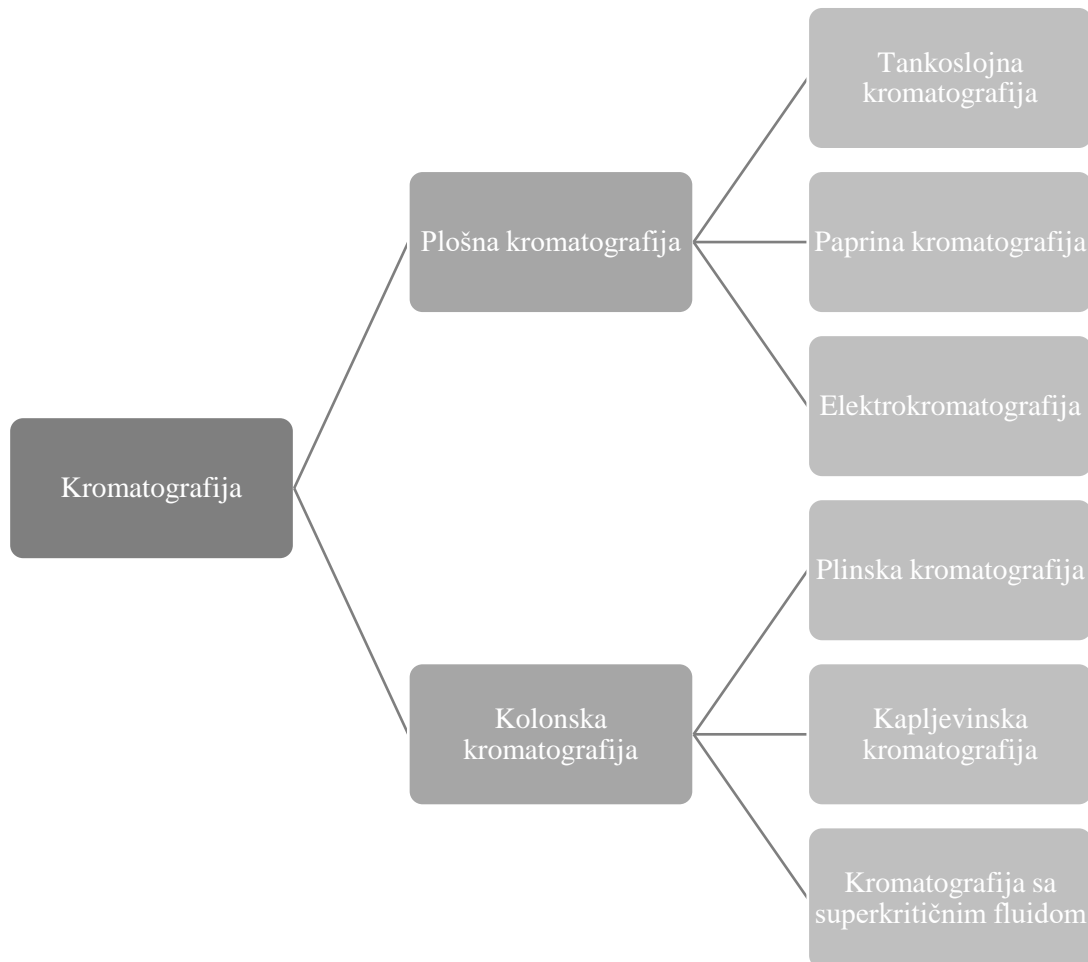 Kromatografija
Plošna kromatografija
Tankoslojna
kromatografija
Paprina kromatografija
Elektrokromatografija
Kolonska
kromatografija
Plinska kromatografija
Kapljevinska
kromatografija
Kromatografija sa
superkritičnim fluidom